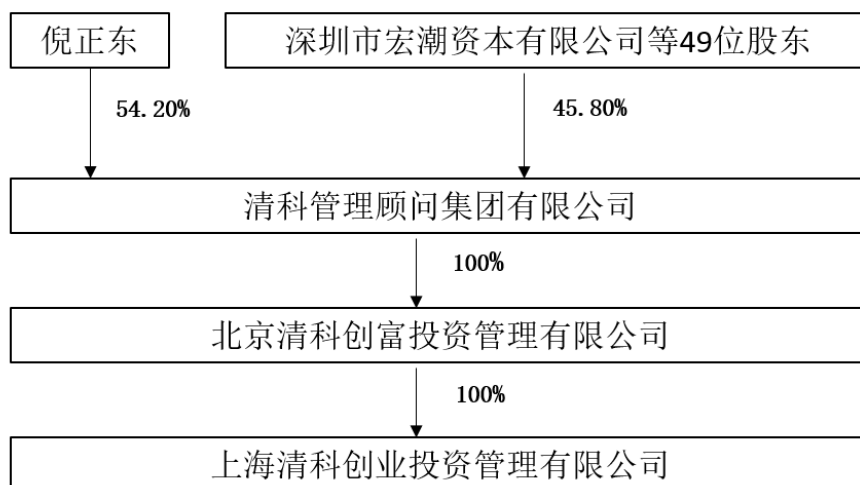 倪正东
深圳市宏潮资本有限公司等49位股东
54.20%
45.80%
清科管理顾问集团有限公司
100%
北京清科创富投资管理有限公司
100%
上海清科创业投资管理有限公司